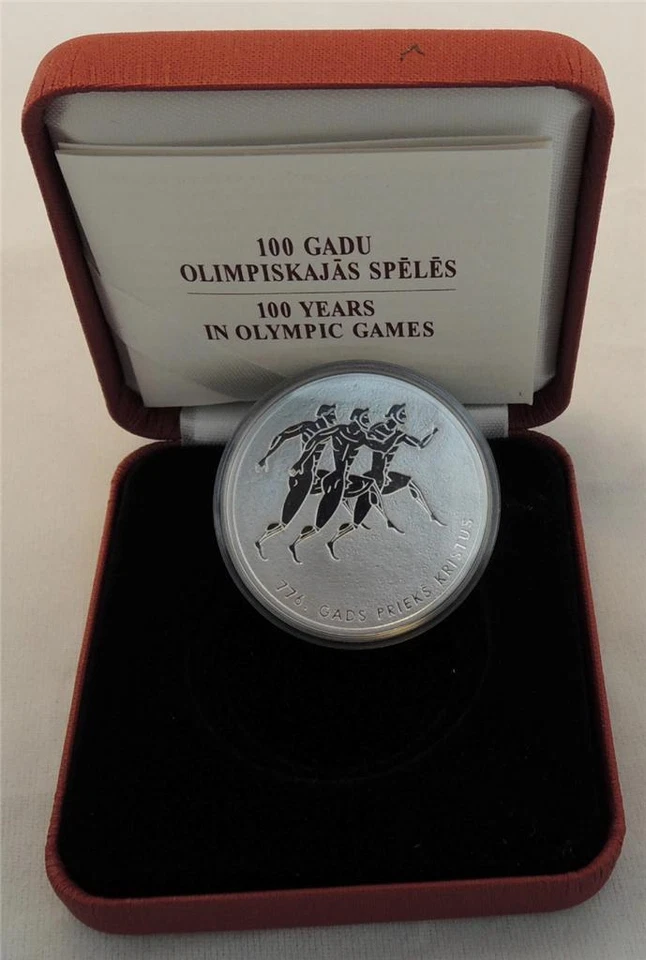 100 GADU
OLIMPISKAJĀS SPĒLĒS
100 YEARS
IN OLYMPIC GAMES
776. GADS PRIEKŠ KRISTUS